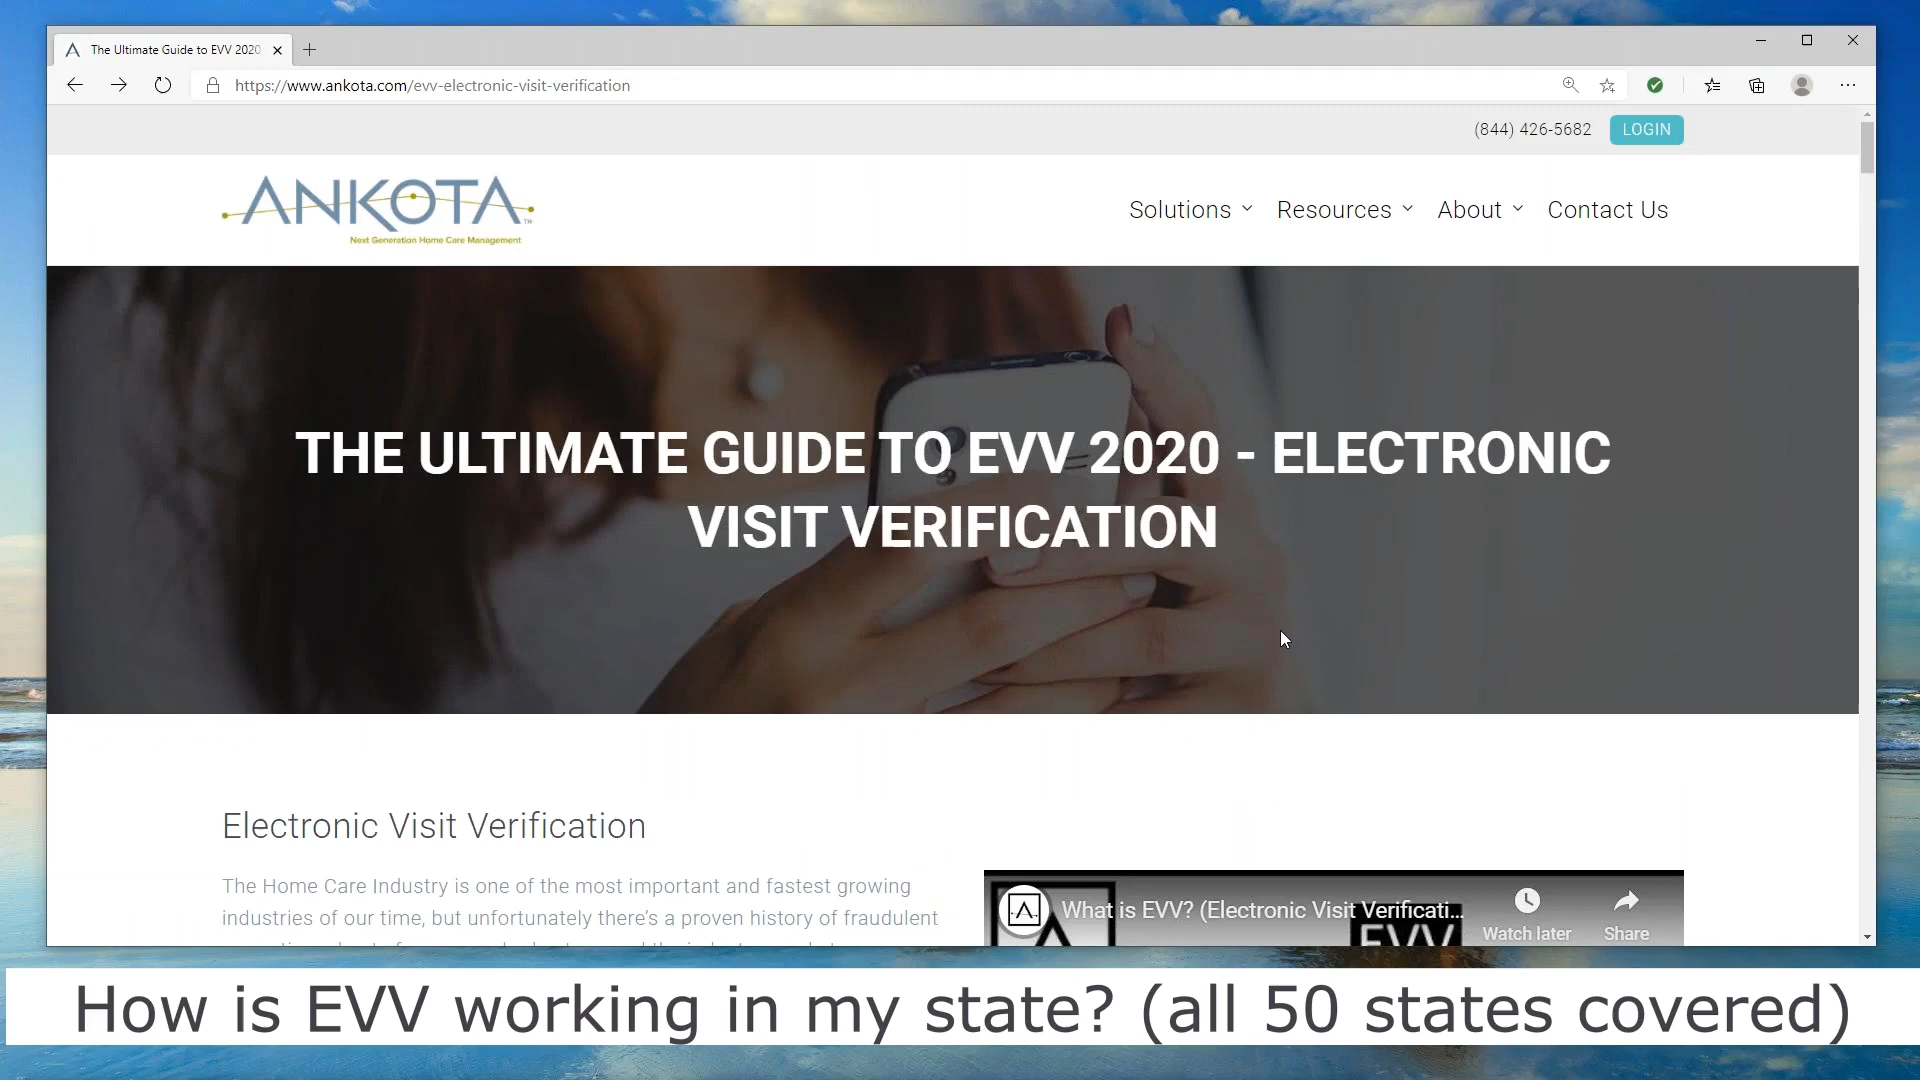 The Ultimate Guide to EVV 2020
https://www.ankota.com/evv-electronic-visit-verification
(844) 426-5682 LOGIN
ANKOTA TM
Next Generation Home Care Management
Solutions Resources About Contact Us
THE ULTIMATE GUIDE TO EVV 2020 - ELECTRONIC
VISIT VERIFICATION
Electronic Visit Verification
The Home Care Industry is one of the most important and fastest growing
industries of our time, but unfortunately there's a proven history of fraudulent
What is EVV? (Electronic Visit Verificati...
EVV
Watch later Share
How is EVV working in my state? (all 50 states covered)